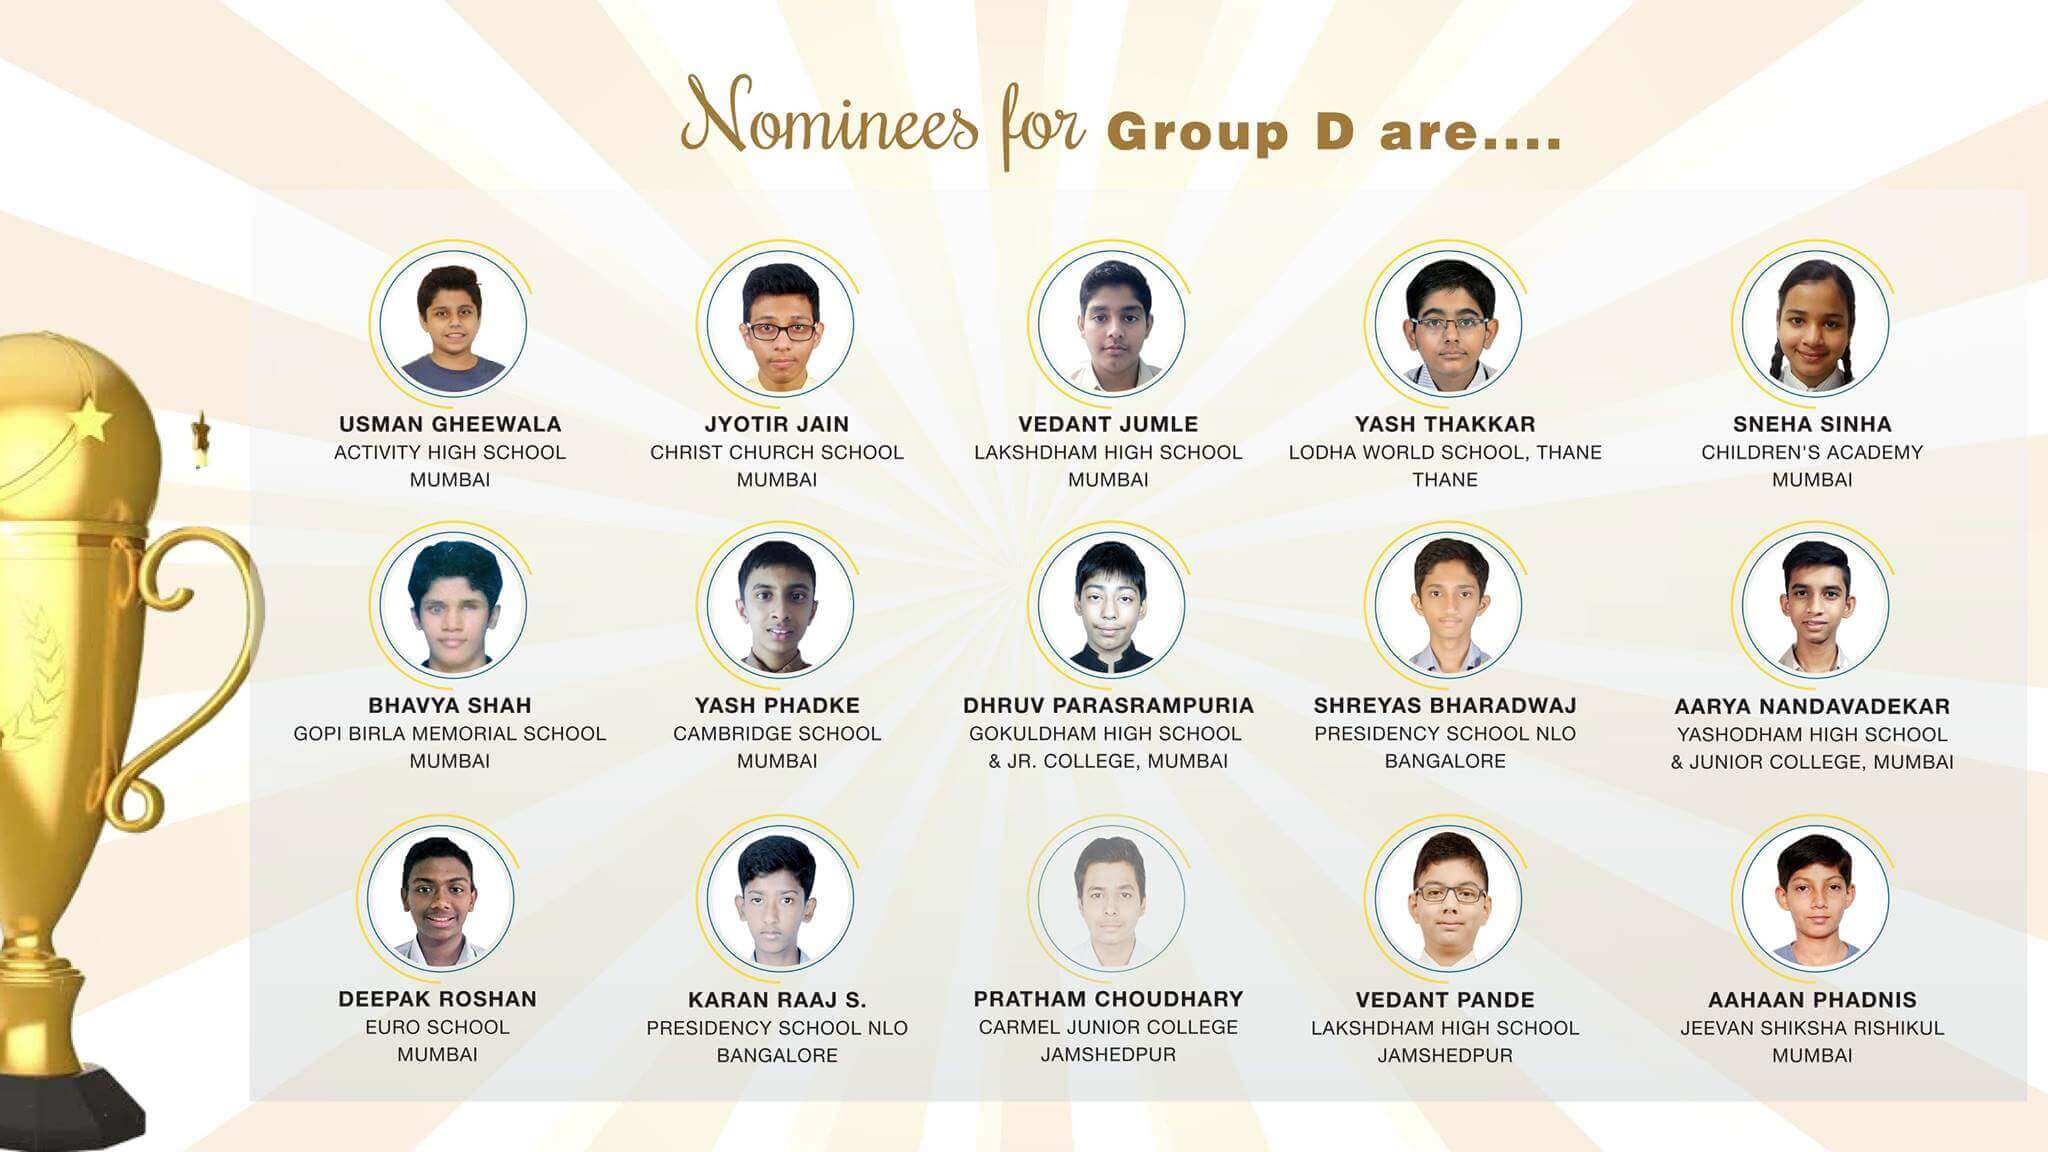 Nominees for Group D are....
USMAN GHEEWALA
ACTIVITY HIGH SCHOOL
MUMBAI
JYOTIR JAIN
CHRIST CHURCH SCHOOL
MUMBAI
VEDANT JUMLE
LAKSHDHAM HIGH SCHOOL
MUMBAI
YASH THAKKAR
LODHA WORLD SCHOOL, THANE
THANE
SNEHA SINHA
CHILDREN'S ACADEMY
MUMBAI
BHAVYA SHAH
GOPI BIRLA MEMORIAL SCHOOL
MUMBAI
YASH PHADKE
CAMBRIDGE SCHOOL
MUMBAI
DHRUV PARASRAMPURIA
GOKULDHAM HIGH SCHOOL
& JR. COLLEGE, MUMBAI
SHREYAS BHARADWAJ
PRESIDENCY SCHOOL NLO
BANGALORE
AARYA NANDAVADEKAR
YASHODHAM HIGH SCHOOL
& JUNIOR COLLEGE, MUMBAI
DEEPAK ROSHAN
EURO SCHOOL
MUMBAI
KARAN RAAJ S.
PRESIDENCY SCHOOL NLO
BANGALORE
PRATHAM CHOUDHARY
CARMEL JUNIOR COLLEGE
JAMSHEDPUR
VEDANT PANDE
LAKSHDHAM HIGH SCHOOL
JAMSHEDPUR
AAHAAN PHADNIS
JEEVAN SHIKSHA RISHIKUL
MUMBAI